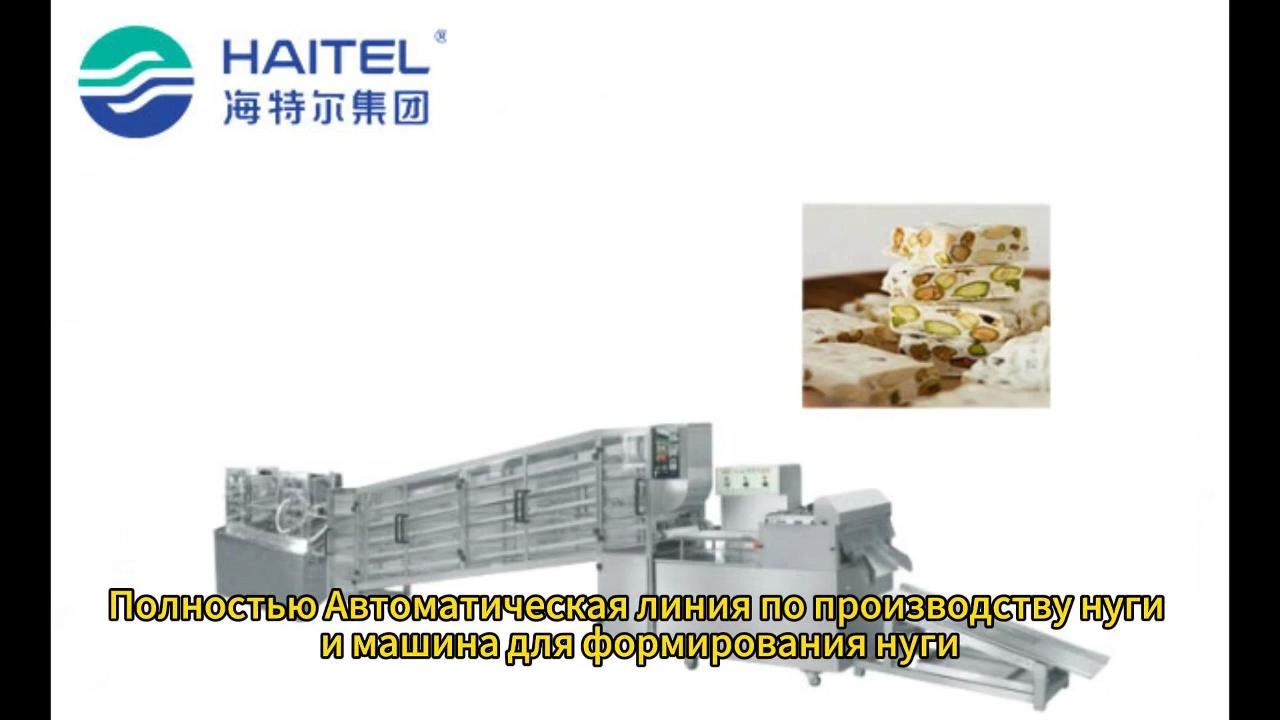 HAITEL®
海特尔集团
Полностью Автоматическая линия по производству нуги
и машина для формирования нуги